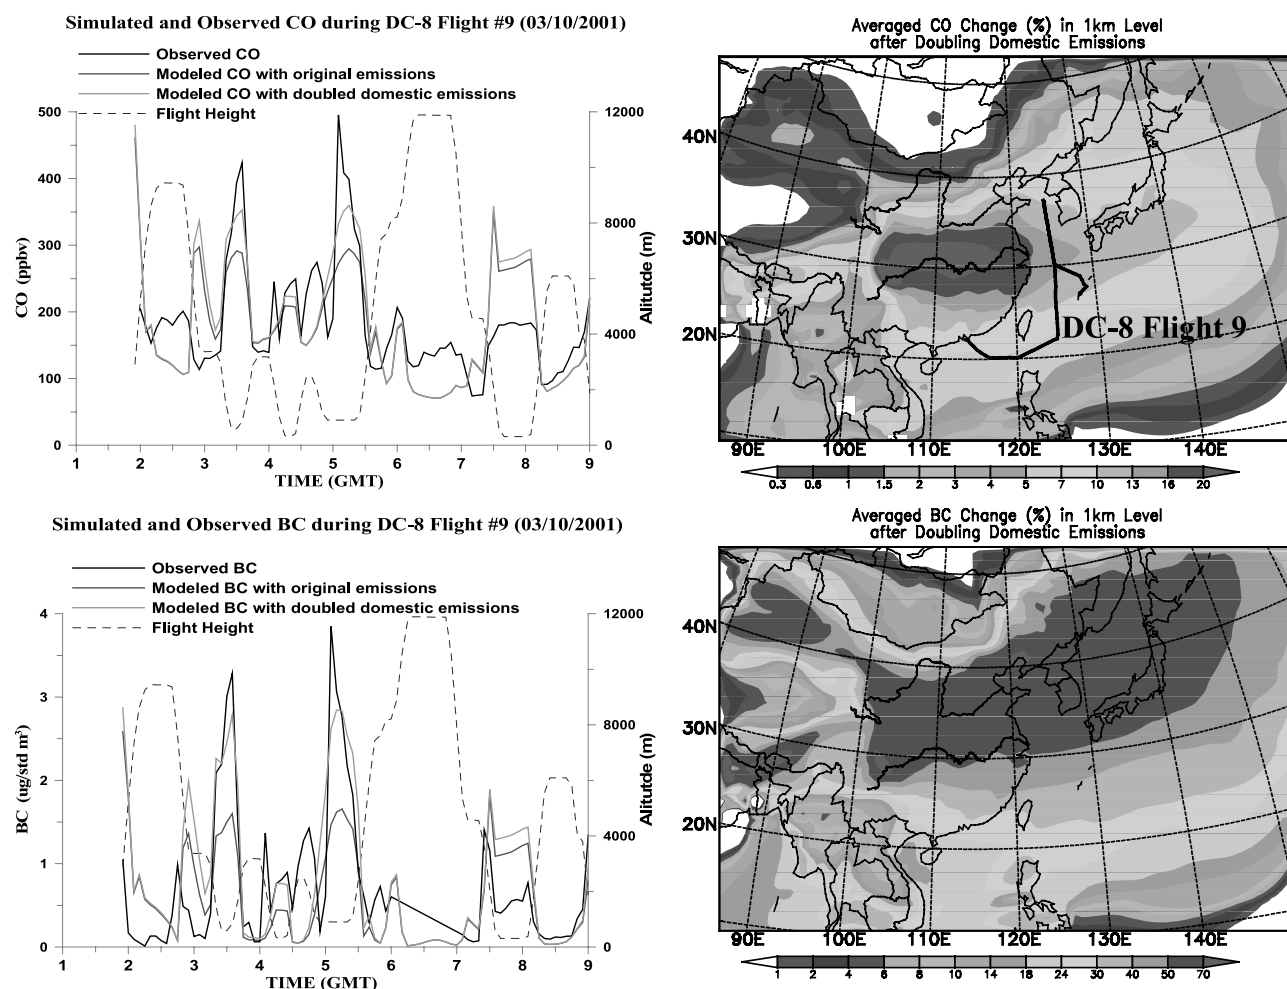 Simulated and Observed CO during DC-8 Flight #9 (03/10/2001)
Observed CO
Modeled CO with original emissions
Modeled CO with doubled domestic emissions
Flight Height
500
400
300
200
100
0
CO (ppbv)
12000
8000
4000
0
Alitutde (m)
1 2 3 4 5 6 7 8 9
TIME (GMT)
Averaged CO Change (%) in 1km Level
after Doubling Domestic Emissions
40N
30N
20N
DC-8 Flight 9
90E 100E 110E 120E 130E 140E
0.3 0.6 1 1.5 2 3 4 5 7 10 13 16 20
Simulated and Observed BC during DC-8 Flight #9 (03/10/2001)
Observed BC
Modeled BC with original emissions
Modeled BC with doubled domestic emissions
Flight Height
4
3
2
1
0
BC (ug/std m³)
12000
8000
4000
0
Alitutde (m)
1 2 3 4 5 6 7 8 9
TIME (GMT)
Averaged BC Change (%) in 1km Level
after Doubling Domestic Emissions
40N
30N
20N
90E 100E 110E 120E 130E 140E
1 2 4 6 8 10 14 18 24 30 40 50 70